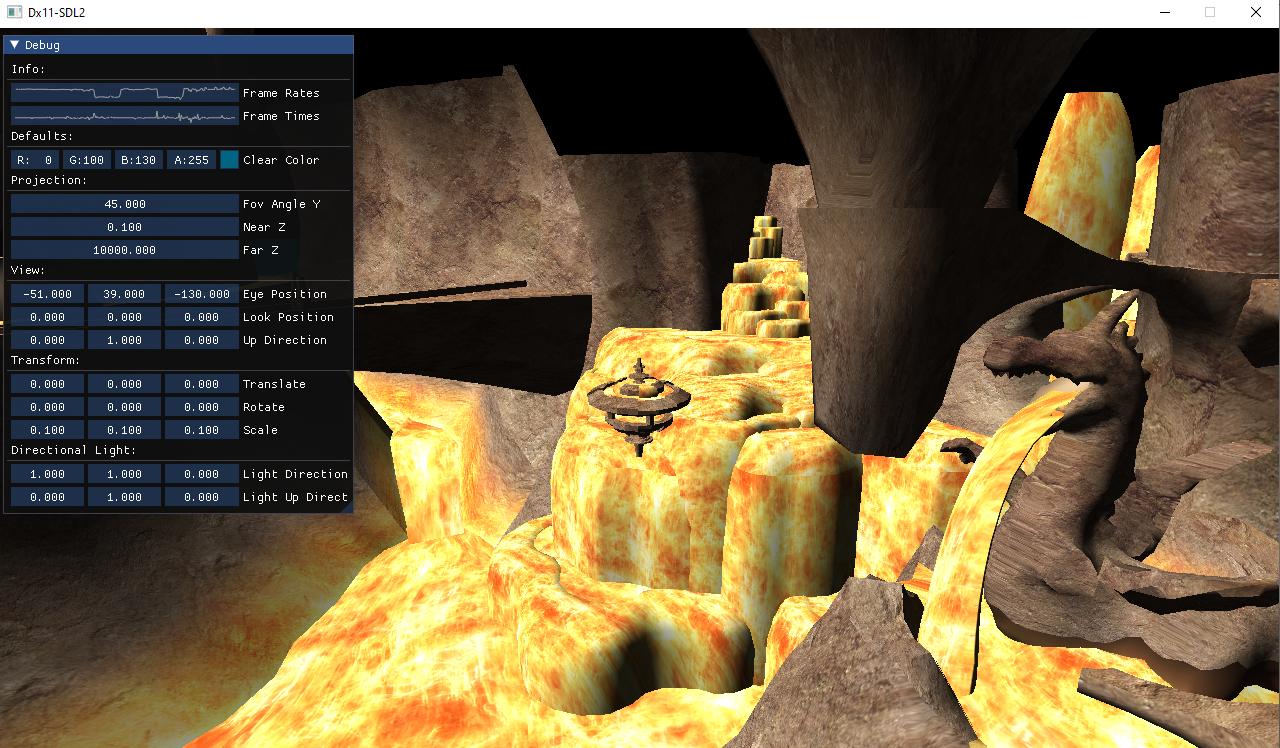 Dx11-SDL2
Debug
Info:
Frame Rates
Frame Times
Defaults:
R: 0 G:100 B:130 A:255 Clear Color
Projection:
45.000 Fov Angle Y
0.100 Near Z
10000.000 Far Z
View:
-51.000 39.000 -130.000 Eye Position
0.000 0.000 0.000 Look Position
0.000 1.000 0.000 Up Direction
Transform:
0.000 0.000 0.000 Translate
0.000 0.000 0.000 Rotate
0.100 0.100 0.100 Scale
Directional Light:
1.000 1.000 0.000 Light Direction
0.000 1.000 0.000 Light Up Direct